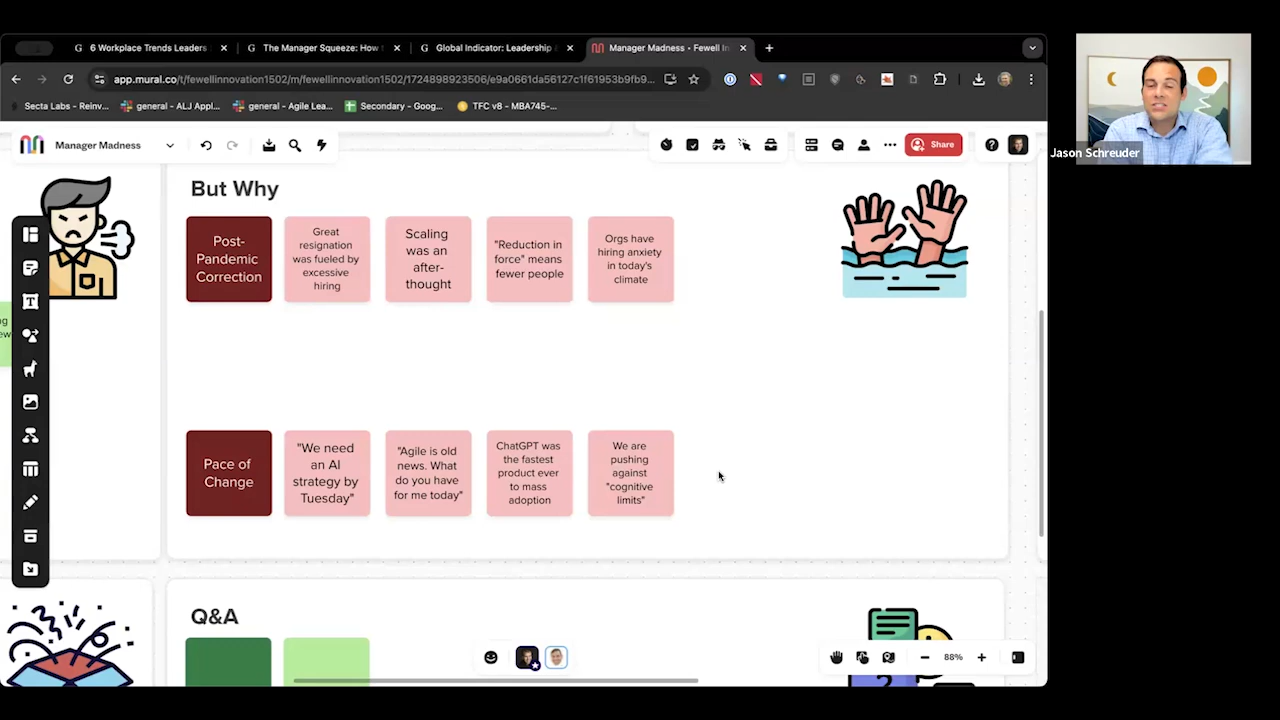 6 Workplace Trends Leaders
The Manager Squeeze: How
Global Indicator: Leadership
Manager Madness • Fewell In
app.mural.co/t/fewellinnovation1502/m/fewellinnovation1502/1724898923506/e9a0661da56127c1f61953b9fb9...
Secta Labs - Reinv...
general - ALJ Appl...
general - Agile Lea...
Secondary - Goog...
TFC v8 - MBA745-...
Jason Schreuder
Manager Madness
Share
But Why
Post-
Pandemic
Correction
Great
resignation
was fueled by
excessive
hiring
Scaling
was an
after-
thought
"Reduction in
force" means
fewer people
Orgs have
hiring anxiety
in today's
climate
Pace of
Change
"We need
an AI
strategy by
Tuesday"
"Agile is old
news. What
do you have
for me today"
ChatGPT was
the fastest
product ever
to mass
adoption
We are
pushing
against
"cognitive
limits"
Q&A
88%